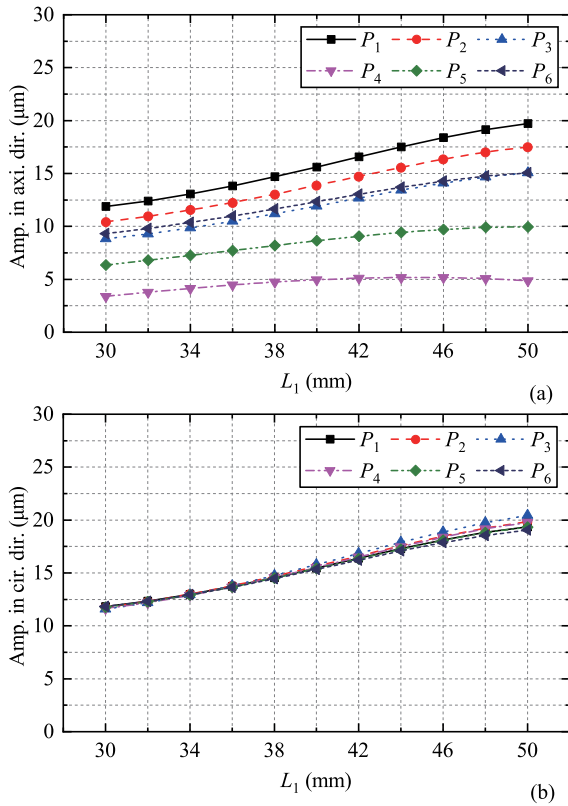 30
25
20
15
10
5
0
Amp. in axi. dir. (μm)
P1 P2 P3
P4 P5 P6
30 34 38 42 46 50
L1 (mm)
(a)
30
25
20
15
10
5
0
Amp. in cir. dir. (μm)
P1 P2 P3
P4 P5 P6
30 34 38 42 46 50
L1 (mm)
(b)